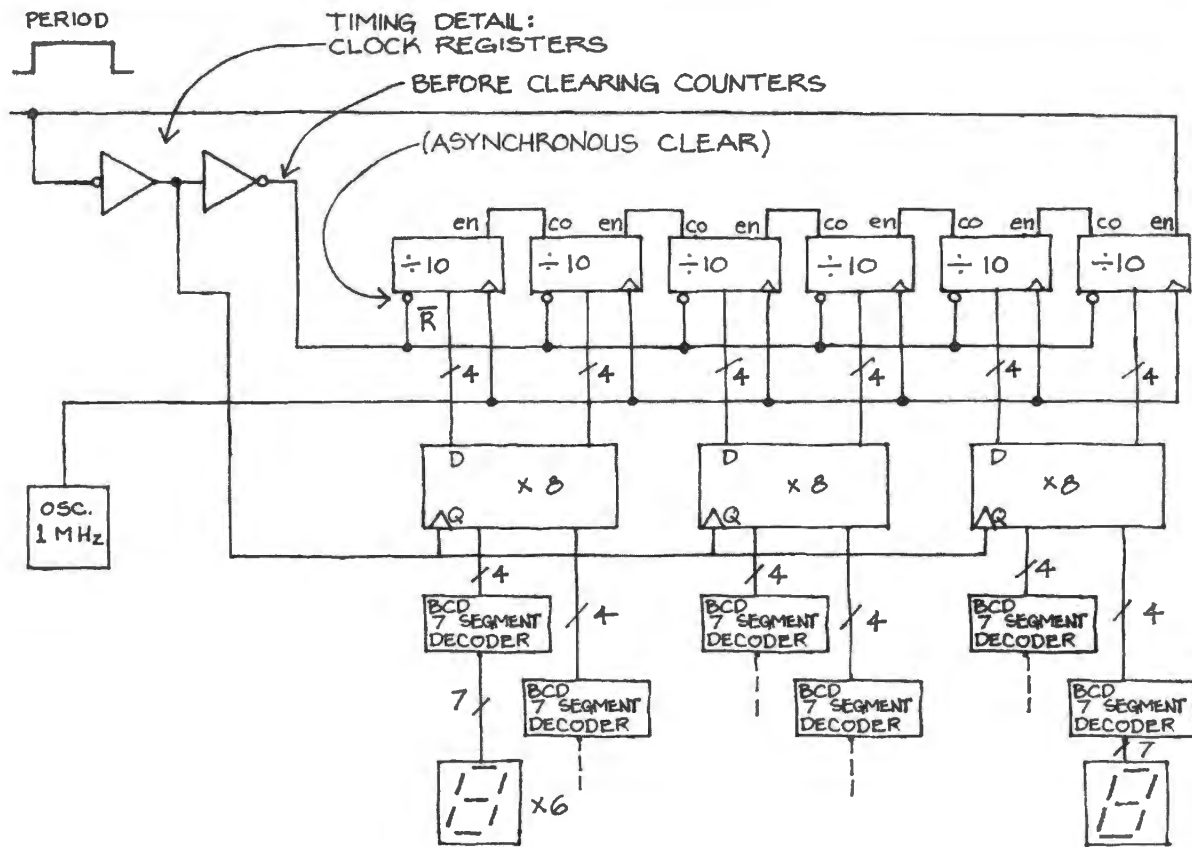 PERIOD
TIMING DETAIL:
CLOCK REGISTERS
BEFORE CLEARING COUNTERS
(ASYNCHRONOUS CLEAR)
en co en co en co en co en co en
÷10 ÷10 ÷10 ÷10 ÷10 ÷10
R̅
4 4 4 4 4 4
D D D
x 8 x 8 x8
Q Q Q
OSC.
1 MHz
4 4 4
BCD
7 SEGMENT
DECODER
4
BCD
7 SEGMENT
DECODER
4
BCD
7 SEGMENT
DECODER
4
7
BCD
7 SEGMENT
DECODER
BCD
7 SEGMENT
DECODER
BCD
7 SEGMENT
DECODER
7
8 x6 8